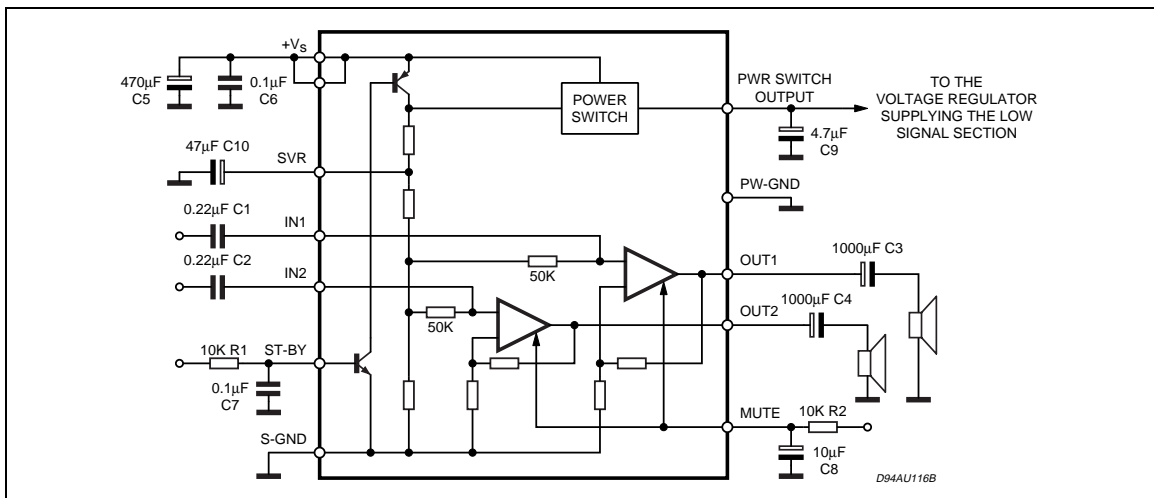 +VS
470µF
C5
0.1µF
C6
47µF C10
SVR
0.22µF C1
IN1
0.22µF C2
IN2
10K R1
ST-BY
0.1µF
C7
S-GND
50K
50K
POWER
SWITCH
PWR SWITCH
OUTPUT
4.7µF
C9
TO THE
VOLTAGE REGULATOR
SUPPLYING THE LOW
SIGNAL SECTION
PW-GND
1000µF C3
OUT1
1000µF C4
OUT2
MUTE
10K R2
10µF
C8
D94AU116B